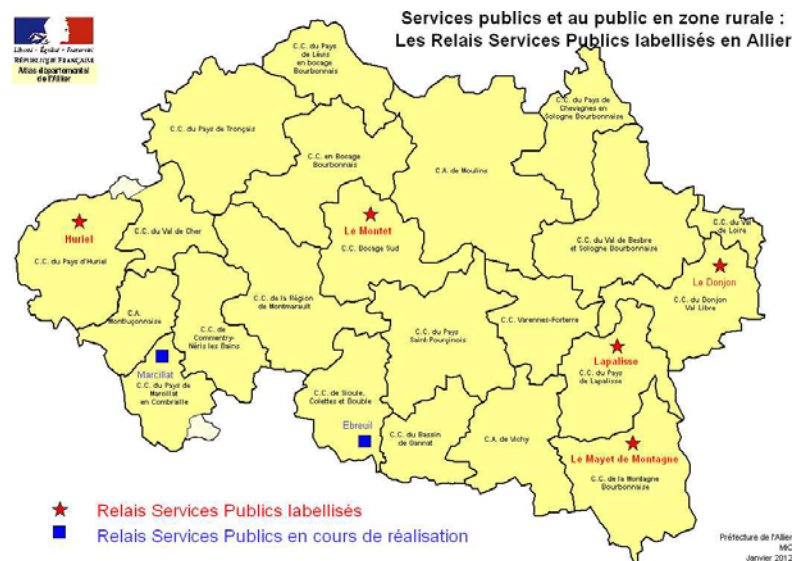 Services publics et au public en zone rurale :
Les Relais Services Publics labellisés en Allier
Liberté • Égalité • Fraternité
RÉPUBLIQUE FRANÇAISE
Atlas départemental
de l'Allier
C.C. du Pays
de Lévis
en bocage
Bourbonnais
C.C. du Pays de
Chevagnes en
Sologne Bourbonnaise
C.C. du Pays de Tronçais
C.C. en Bocage
Bourbonnais
C.A. de Moulins
Huriel
C.C. du Pays d'Huriel
C.C. du Val de Cher
Le Montet
C.C. Bocage Sud
C.C. du Val
de Loire
C.C. du Val de Besbre
et Sologne Bourbonnaise
Le Donjon
C.C. du Donjon
Val Libre
C.C. de la Région
de Montmarault
C.A.
Montluçonnaise
C.C. de
Commentry-
Néris les Bains
C.C. du Pays
Saint-Pourcinois
C.C. Varennes-Forterre
Lapalisse
C.C. du Pays
de Lapalisse
Marcillat
C.C. du Pays de
Marcillat
en Combraille
C.C. de Sioule,
Colettes et Bouble
Ebreuil
C.C. du Bassin
de Gannat
C.A. de Vichy
Le Mayet de Montagne
C.C. de la Montagne
Bourbonnaise
Relais Services Publics labellisés
Relais Services Publics en cours de réalisation
Préfecture de l'Allier
MIC
Janvier 2012